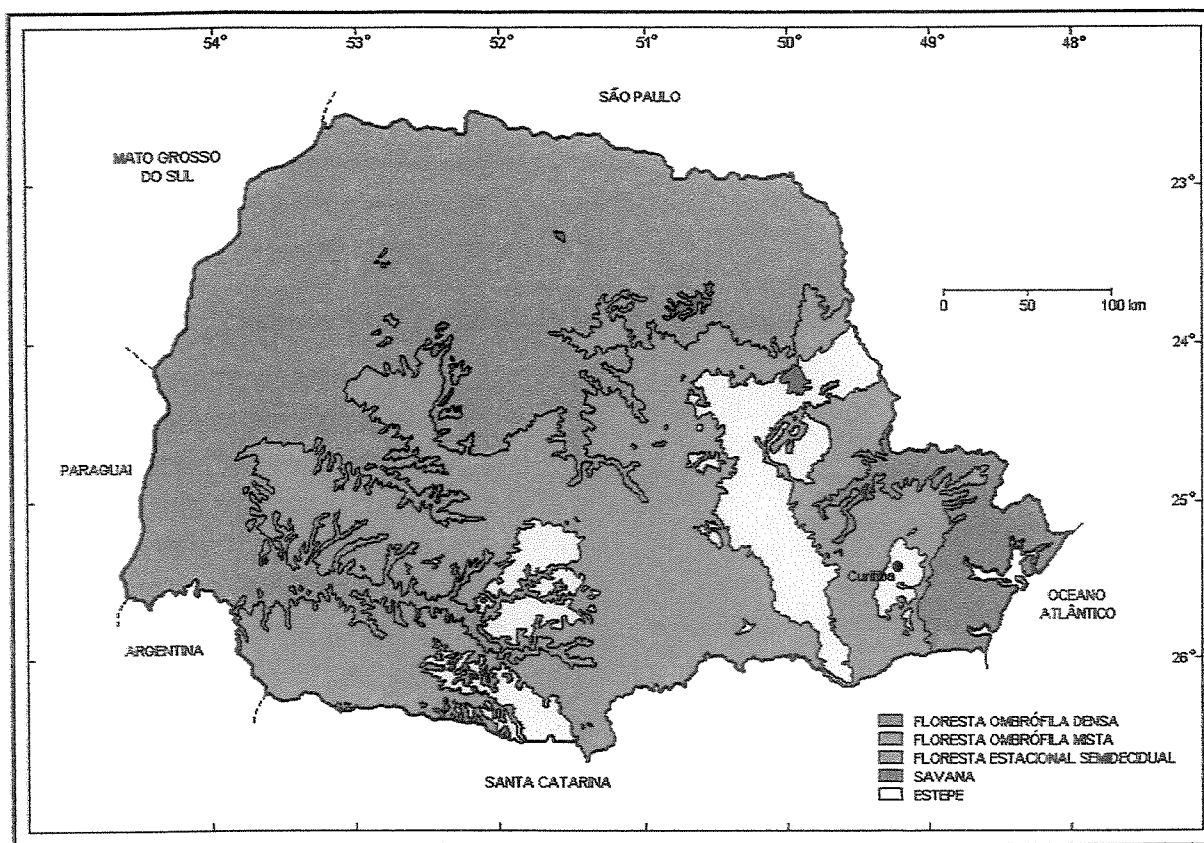 54° 53° 52° 51° 50° 49° 48°
SÃO PAULO
MATO GROSSO
DO SUL
23°
0 50 100 km
24°
PARAGUAI
25°
Curitiba
OCEANO
ATLÂNTICO
ARGENTINA
26°
FLORESTA OMBRÓFILA DENSA
FLORESTA OMBRÓFILA MISTA
FLORESTA ESTACIONAL SEMIDECIDUAL
SAVANA
ESTEPE
SANTA CATARINA